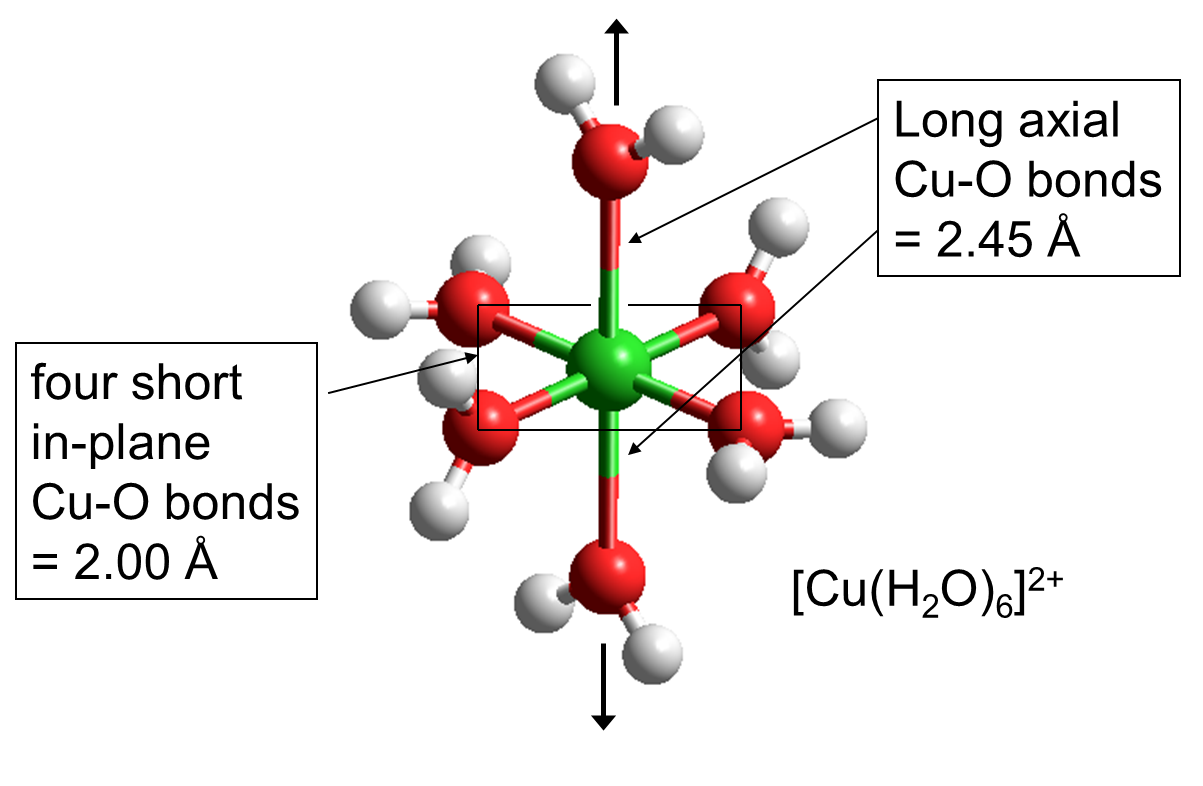 Long axial
Cu-O bonds
= 2.45 Å
four short
in-plane
Cu-O bonds
= 2.00 Å
[Cu(H₂O)₆]²⁺